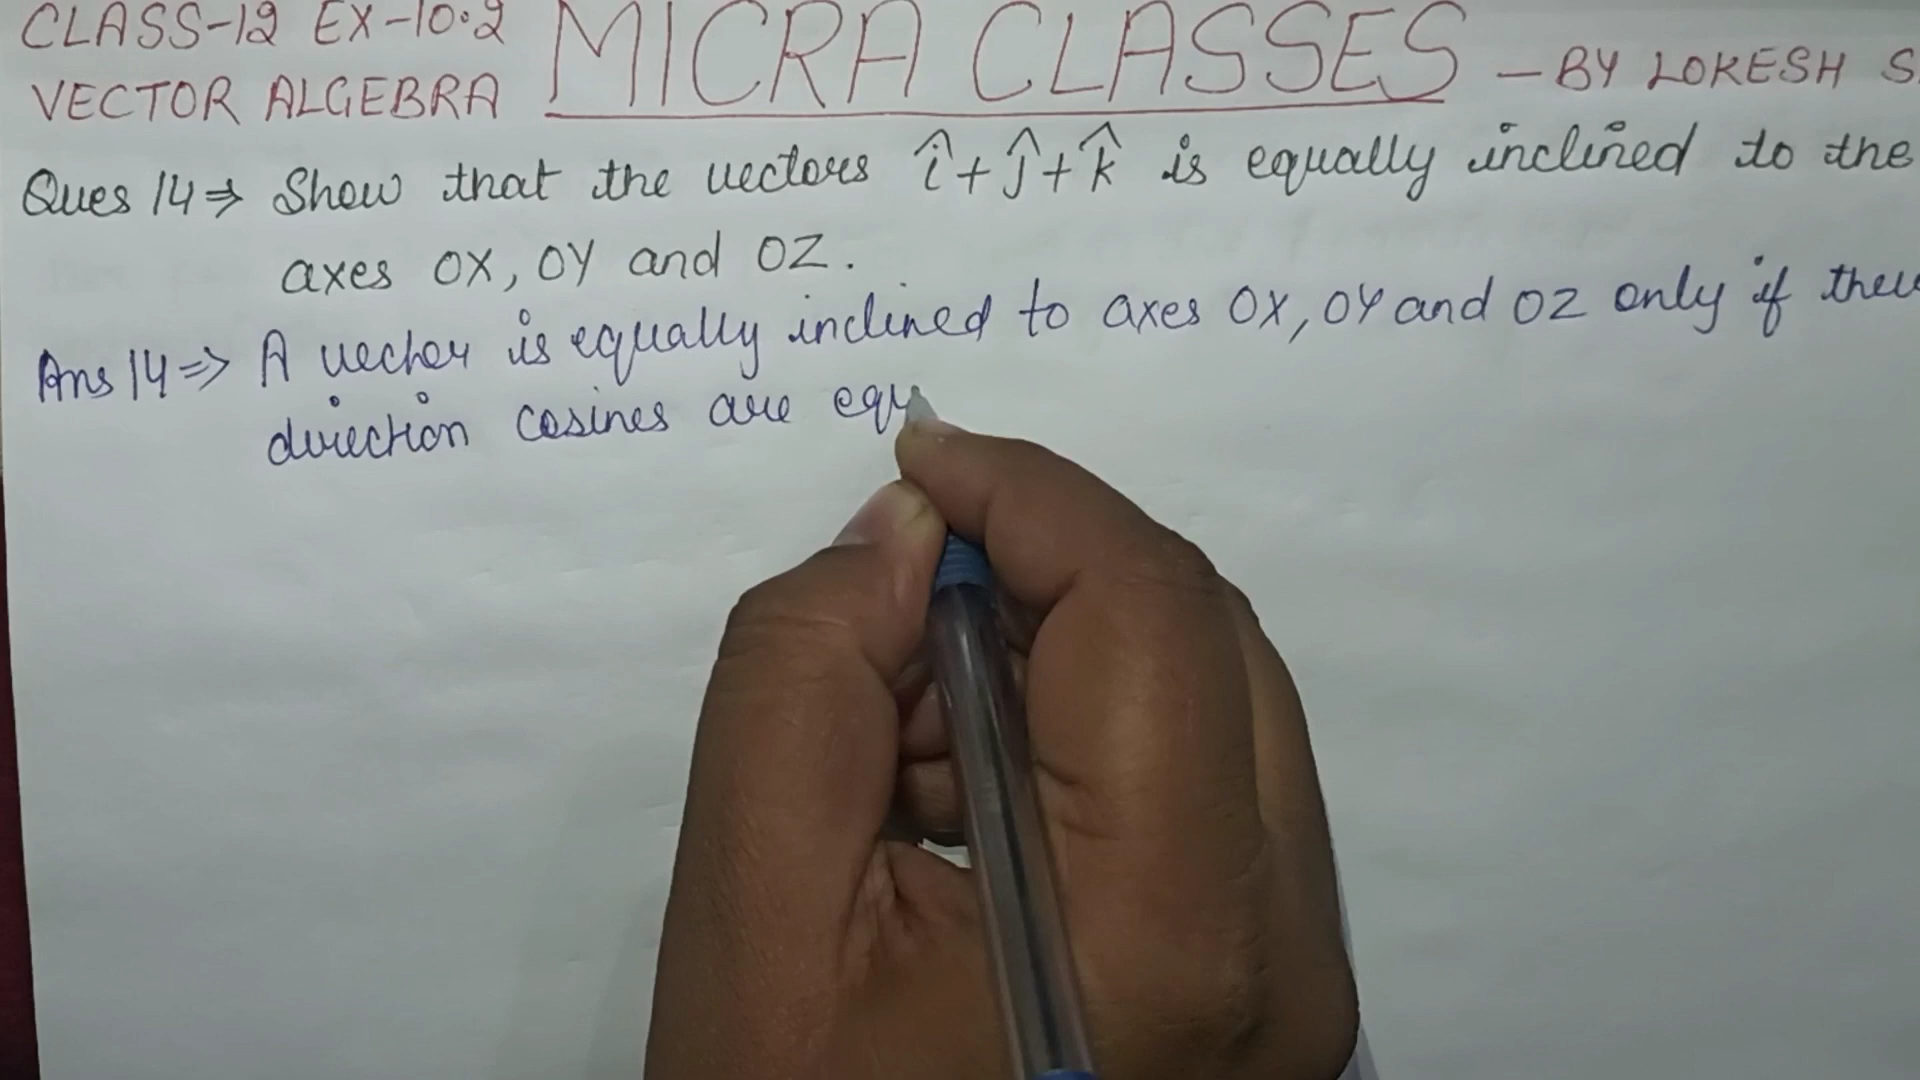 CLASS-12 EX-10.2 MICRA CLASSES - BY LOKESH S
VECTOR ALGEBRA
Ques 14⇒ Show that the vectors î+ĵ+k̂ is equally inclined to the
axes OX, OY and OZ.
Ans 14⇒ A vector is equally inclined to axes OX, OY and OZ only if
direction cosines are equ